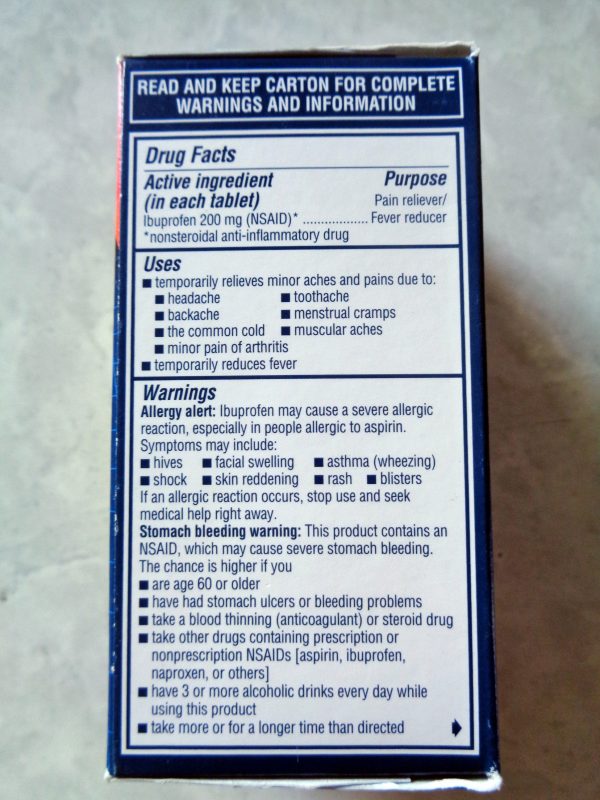 READ AND KEEP CARTON FOR COMPLETE
WARNINGS AND INFORMATION
Drug Facts
Active ingredient Purpose
(in each tablet) Pain reliever/
Ibuprofen 200 mg (NSAID)* .................. Fever reducer
*nonsteroidal anti-inflammatory drug
Uses
■ temporarily relieves minor aches and pains due to:
■ headache ■ toothache
■ backache ■ menstrual cramps
■ the common cold ■ muscular aches
■ minor pain of arthritis
■ temporarily reduces fever
Warnings
Allergy alert: Ibuprofen may cause a severe allergic
reaction, especially in people allergic to aspirin.
Symptoms may include:
■ hives ■ facial swelling ■ asthma (wheezing)
■ shock ■ skin reddening ■ rash ■ blisters
If an allergic reaction occurs, stop use and seek
medical help right away.
Stomach bleeding warning: This product contains an
NSAID, which may cause severe stomach bleeding.
The chance is higher if you
■ are age 60 or older
■ have had stomach ulcers or bleeding problems
■ take a blood thinning (anticoagulant) or steroid drug
■ take other drugs containing prescription or
nonprescription NSAIDs [aspirin, ibuprofen,
naproxen, or others]
■ have 3 or more alcoholic drinks every day while
using this product
■ take more or for a longer time than directed